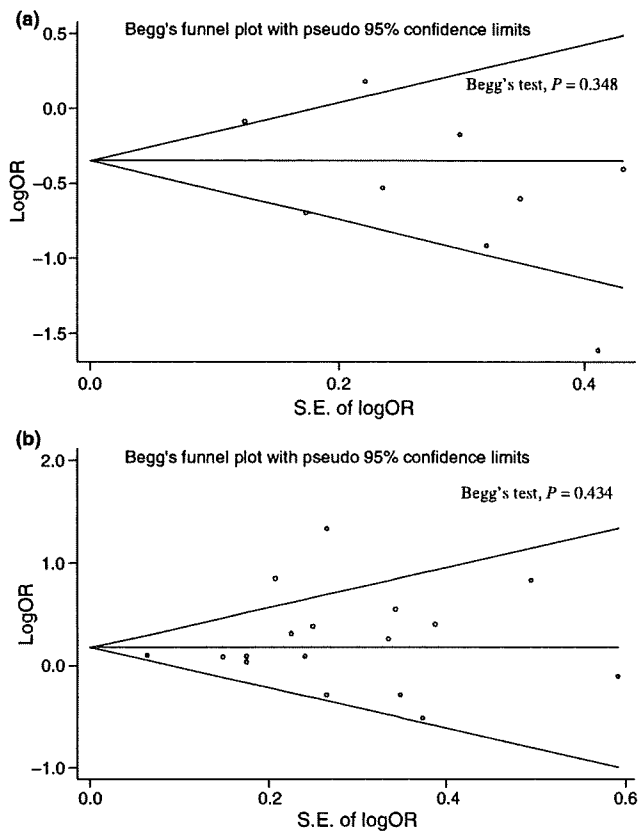 (a)
Begg's funnel plot with pseudo 95% confidence limits
Begg's test, P = 0.348
LogOR
0.5
0.0
−0.5
−1.0
−1.5
0.0 0.2 0.4
S.E. of logOR
(b)
Begg's funnel plot with pseudo 95% confidence limits
Begg's test, P = 0.434
LogOR
2.0
1.0
0.0
−1.0
0.0 0.2 0.4 0.6
S.E. of logOR